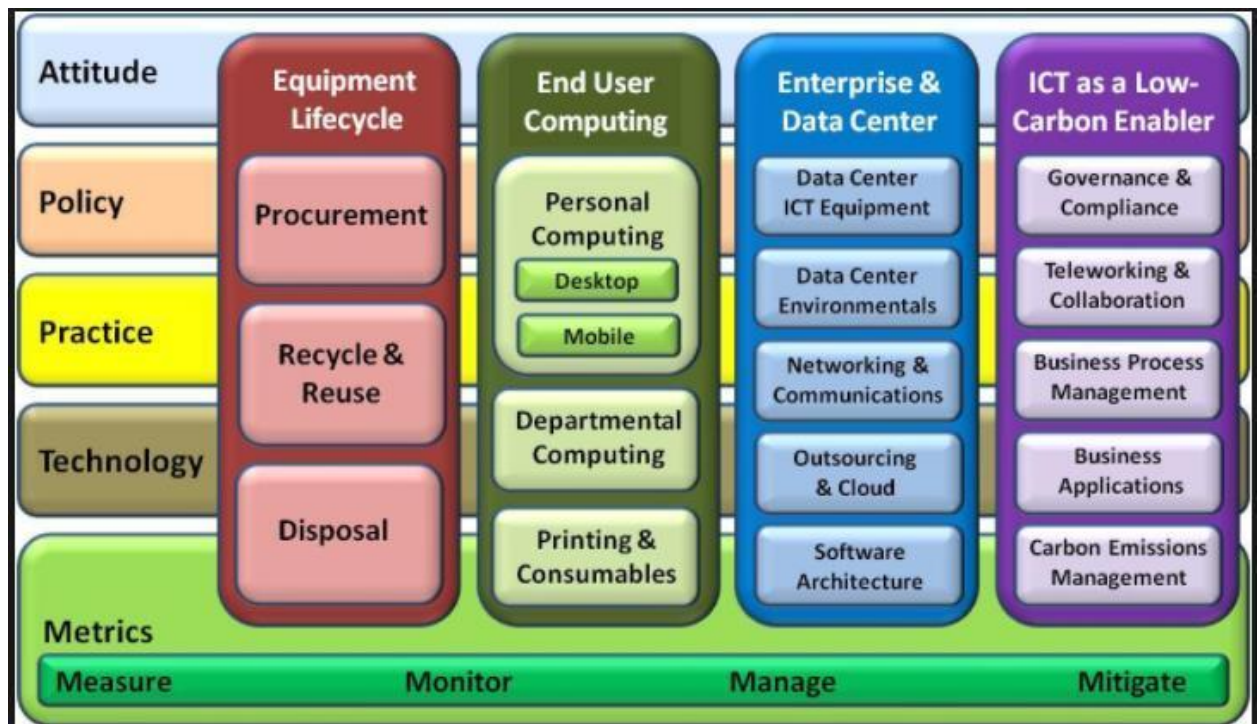 Attitude
Policy
Practice
Technology
Equipment
Lifecycle
Procurement
Recycle &
Reuse
Disposal
End User
Computing
Personal
Computing
Desktop
Mobile
Departmental
Computing
Printing &
Consumables
Enterprise &
Data Center
Data Center
ICT Equipment
Data Center
Environmentals
Networking &
Communications
Outsourcing
& Cloud
Software
Architecture
ICT as a Low-
Carbon Enabler
Governance &
Compliance
Teleworking &
Collaboration
Business Process
Management
Business
Applications
Carbon Emissions
Management
Metrics
Measure Monitor Manage Mitigate